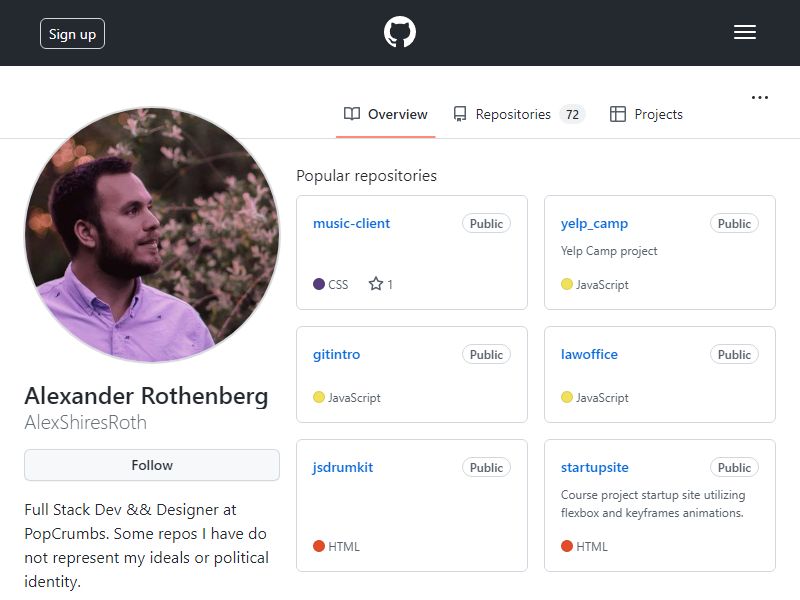 Sign up
Overview
Repositories 72
Projects
Popular repositories
music-client Public
CSS 1
yelp_camp Public
Yelp Camp project
JavaScript
gitintro Public
JavaScript
lawoffice Public
JavaScript
jsdrumkit Public
HTML
startupsite Public
Course project startup site utilizing
flexbox and keyframes animations.
HTML
Alexander Rothenberg
AlexShiresRoth
Follow
Full Stack Dev && Designer at
PopCrumbs. Some repos I have do
not represent my ideals or political
identity.